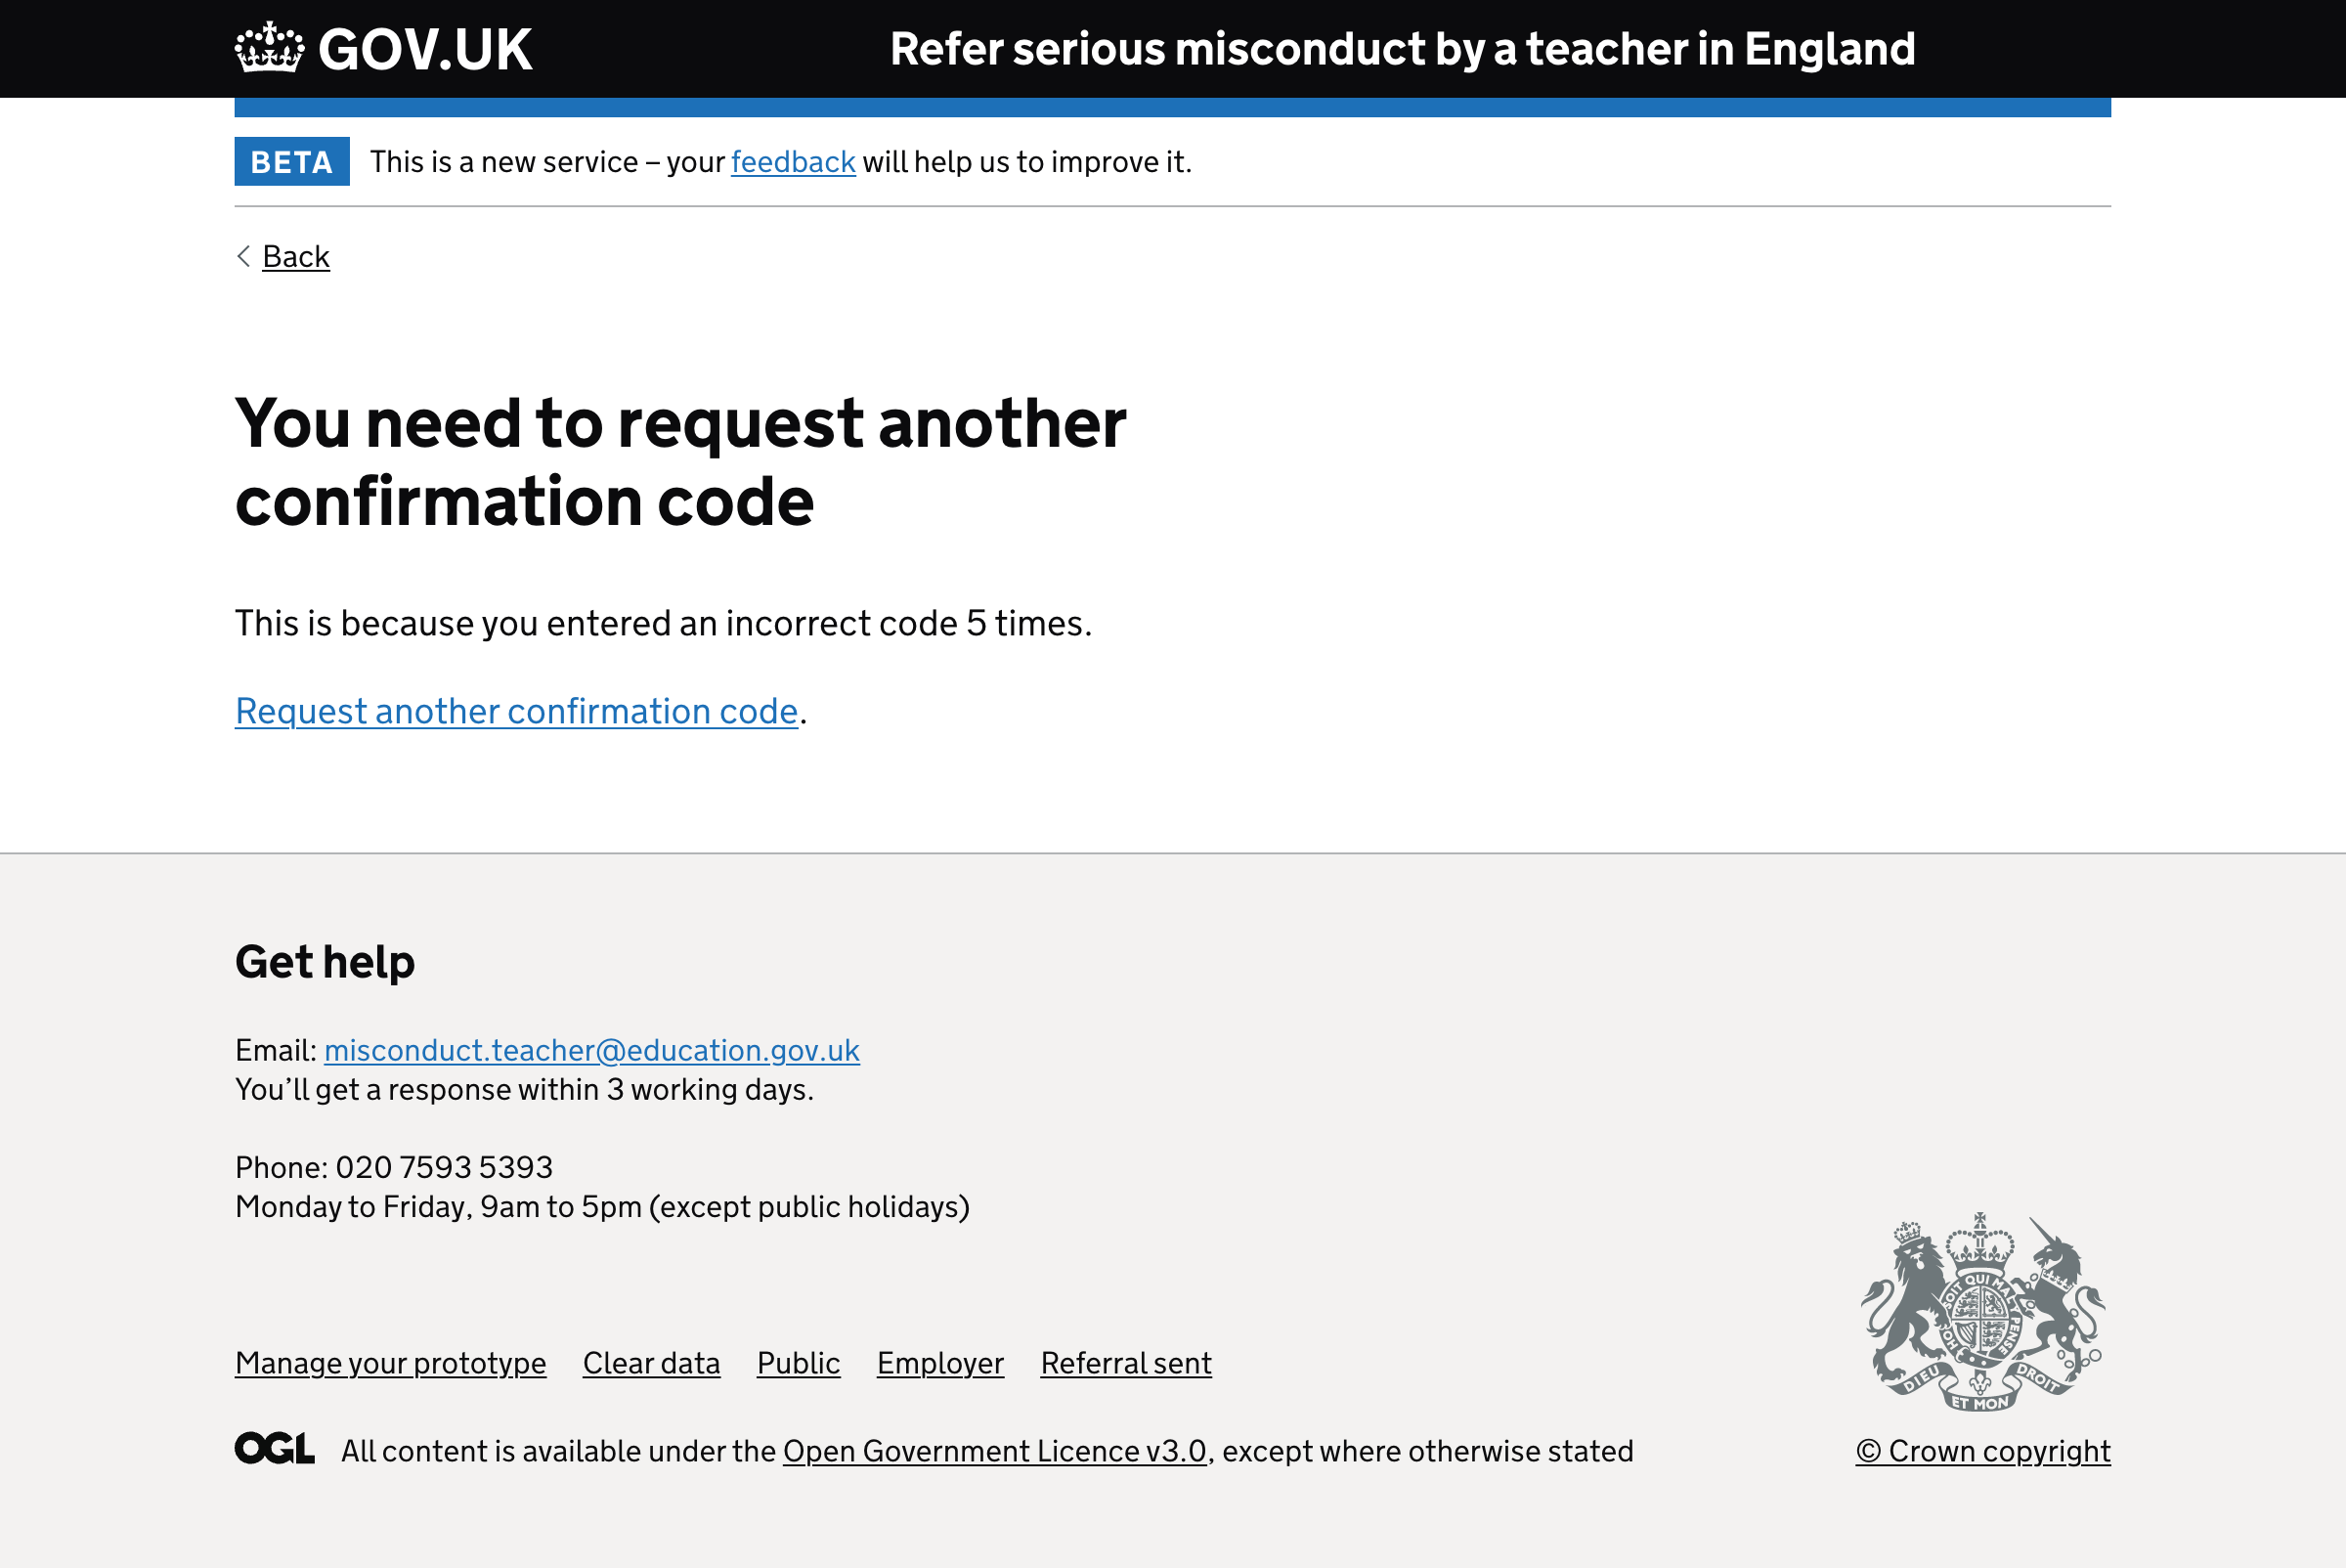 GOV.UK
Refer serious misconduct by a teacher in England
BETA
This is a new service – your feedback will help us to improve it.
Back
You need to request another
confirmation code
This is because you entered an incorrect code 5 times.
Request another confirmation code.
Get help
Email: misconduct.teacher@education.gov.uk
You’ll get a response within 3 working days.
Phone: 020 7593 5393
Monday to Friday, 9am to 5pm (except public holidays)
Manage your prototype Clear data Public Employer Referral sent
SOIT QUI MAL Y PENSE
DIEU ET MON DROIT
OGL All content is available under the Open Government Licence v3.0, except where otherwise stated
© Crown copyright